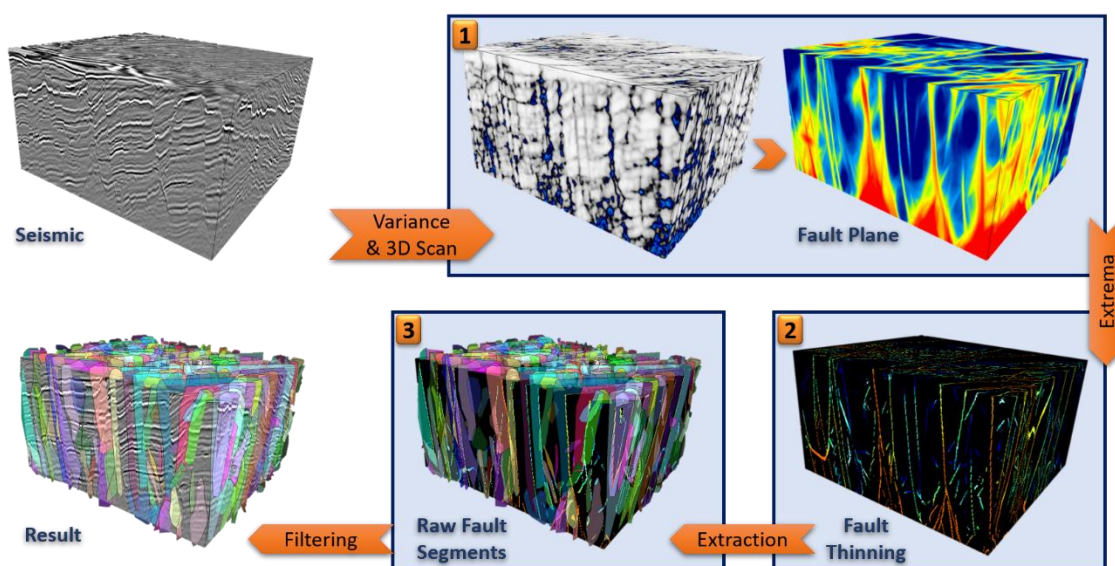 1
Seismic
Variance
& 3D Scan
Fault Plane
Extrema
3
2
Result
Filtering
Raw Fault
Segments
Extraction
Fault
Thinning